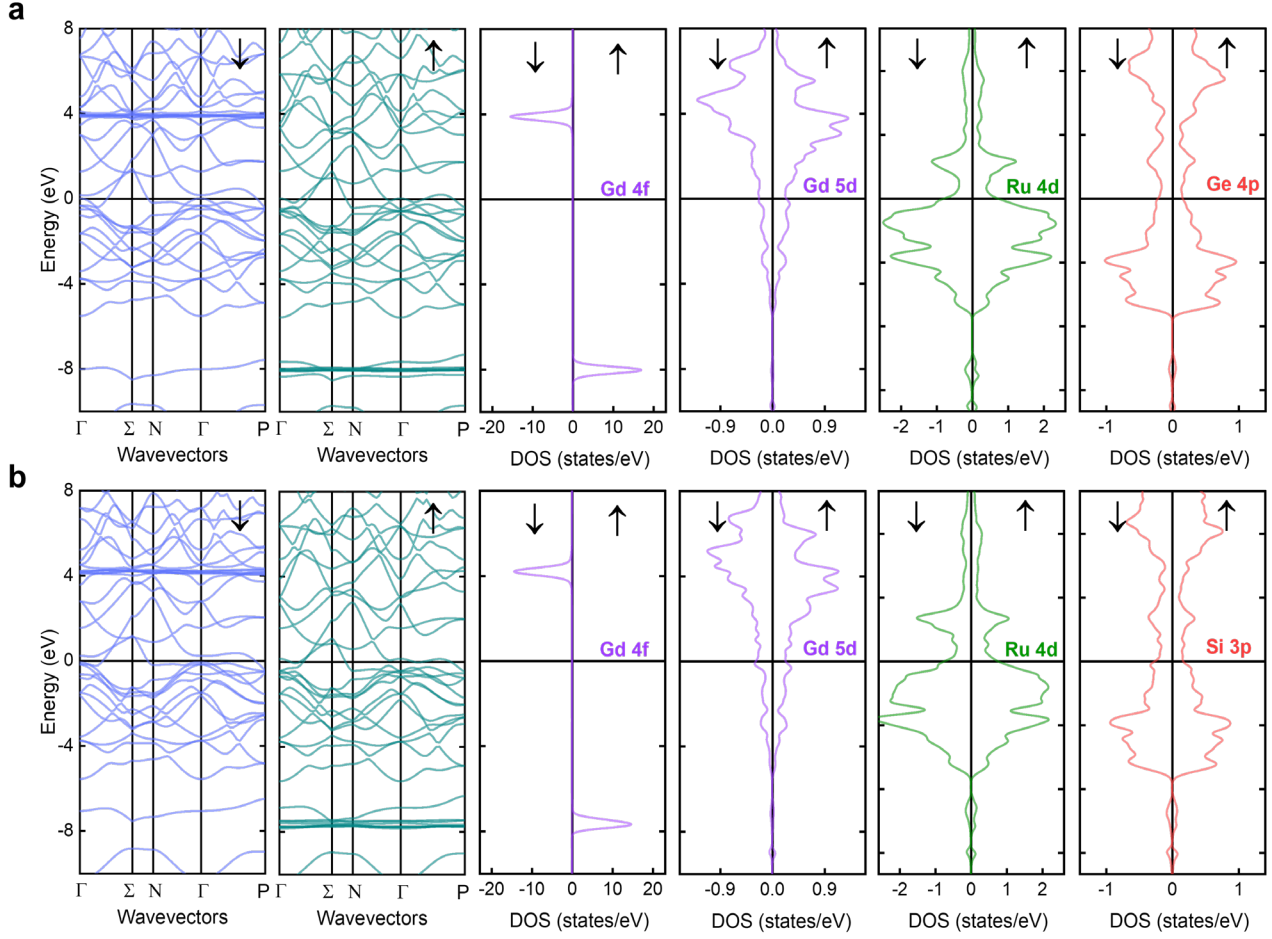 a
8
4
0
-4
-8
Energy (eV)
↓
↑
↓ ↑
↓ ↑
↓ ↑
↓ ↑
Gd 4f
Gd 5d
Ru 4d
Ge 4p
Γ Σ N Γ P
Γ Σ N Γ P
-20 -10 0 10 20
-0.9 0.0 0.9
-2 -1 0 1 2
-1 0 1
Wavevectors
Wavevectors
DOS (states/eV)
DOS (states/eV)
DOS (states/eV)
DOS (states/eV)
b
8
4
0
-4
-8
Energy (eV)
↓
↑
↓ ↑
↓ ↑
↓ ↑
↓ ↑
Gd 4f
Gd 5d
Ru 4d
Si 3p
Γ Σ N Γ P
Γ Σ N Γ P
-20 -10 0 10 20
-0.9 0.0 0.9
-2 -1 0 1 2
-1 0 1
Wavevectors
Wavevectors
DOS (states/eV)
DOS (states/eV)
DOS (states/eV)
DOS (states/eV)